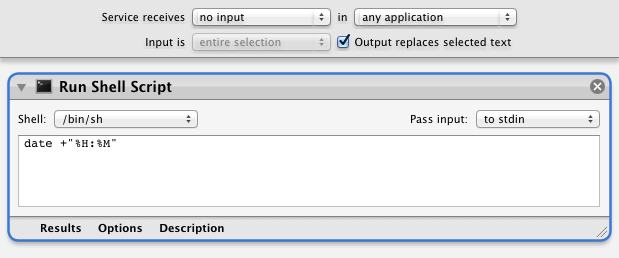 Service receives no input in any application
Input is entire selection Output replaces selected text
Run Shell Script
Shell: /bin/sh Pass input: to stdin
date +"%H:%M"
Results Options Description